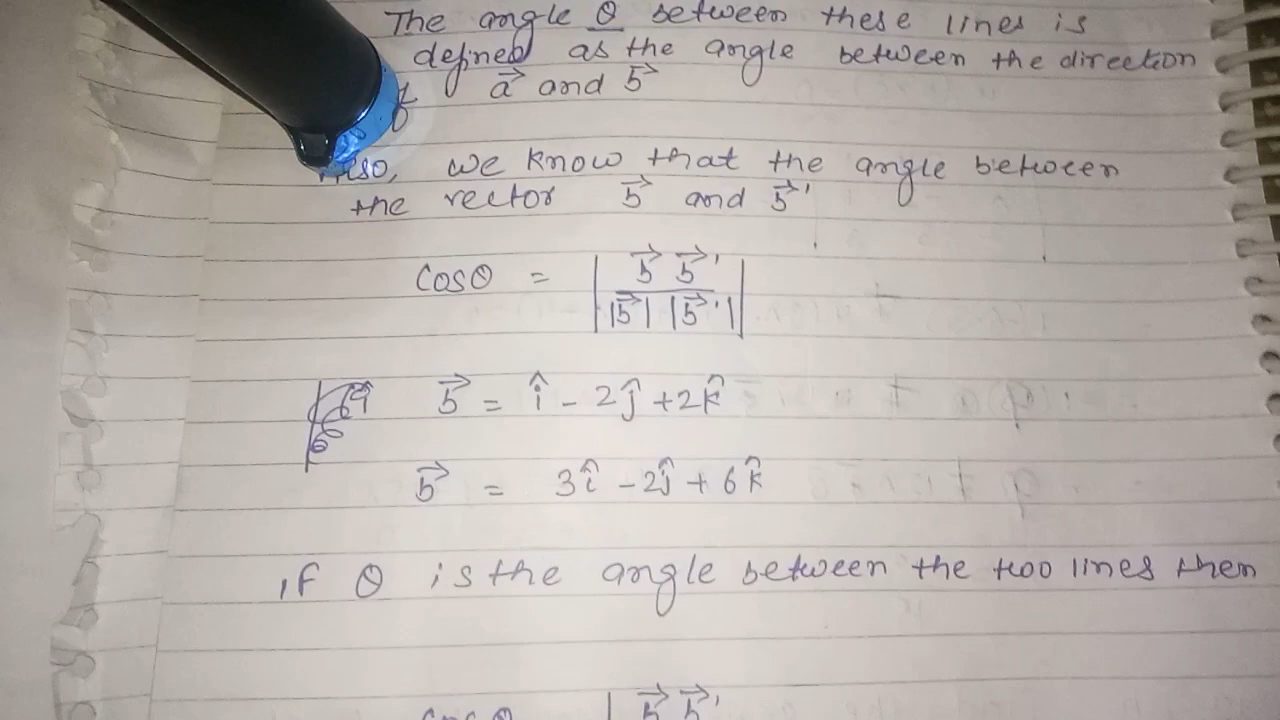 The angle θ between these lines is
defined as the angle between the direction
of a⃗ and b⃗
Also, we know that the angle between
the vector b⃗ and b⃗'
Cosθ = | b⃗ b⃗' / |b⃗| |b⃗'| |
b⃗ = î - 2ĵ + 2k̂
b⃗ = 3î - 2ĵ + 6k̂
If θ is the angle between the two lines then
cosθ | b⃗ b⃗'